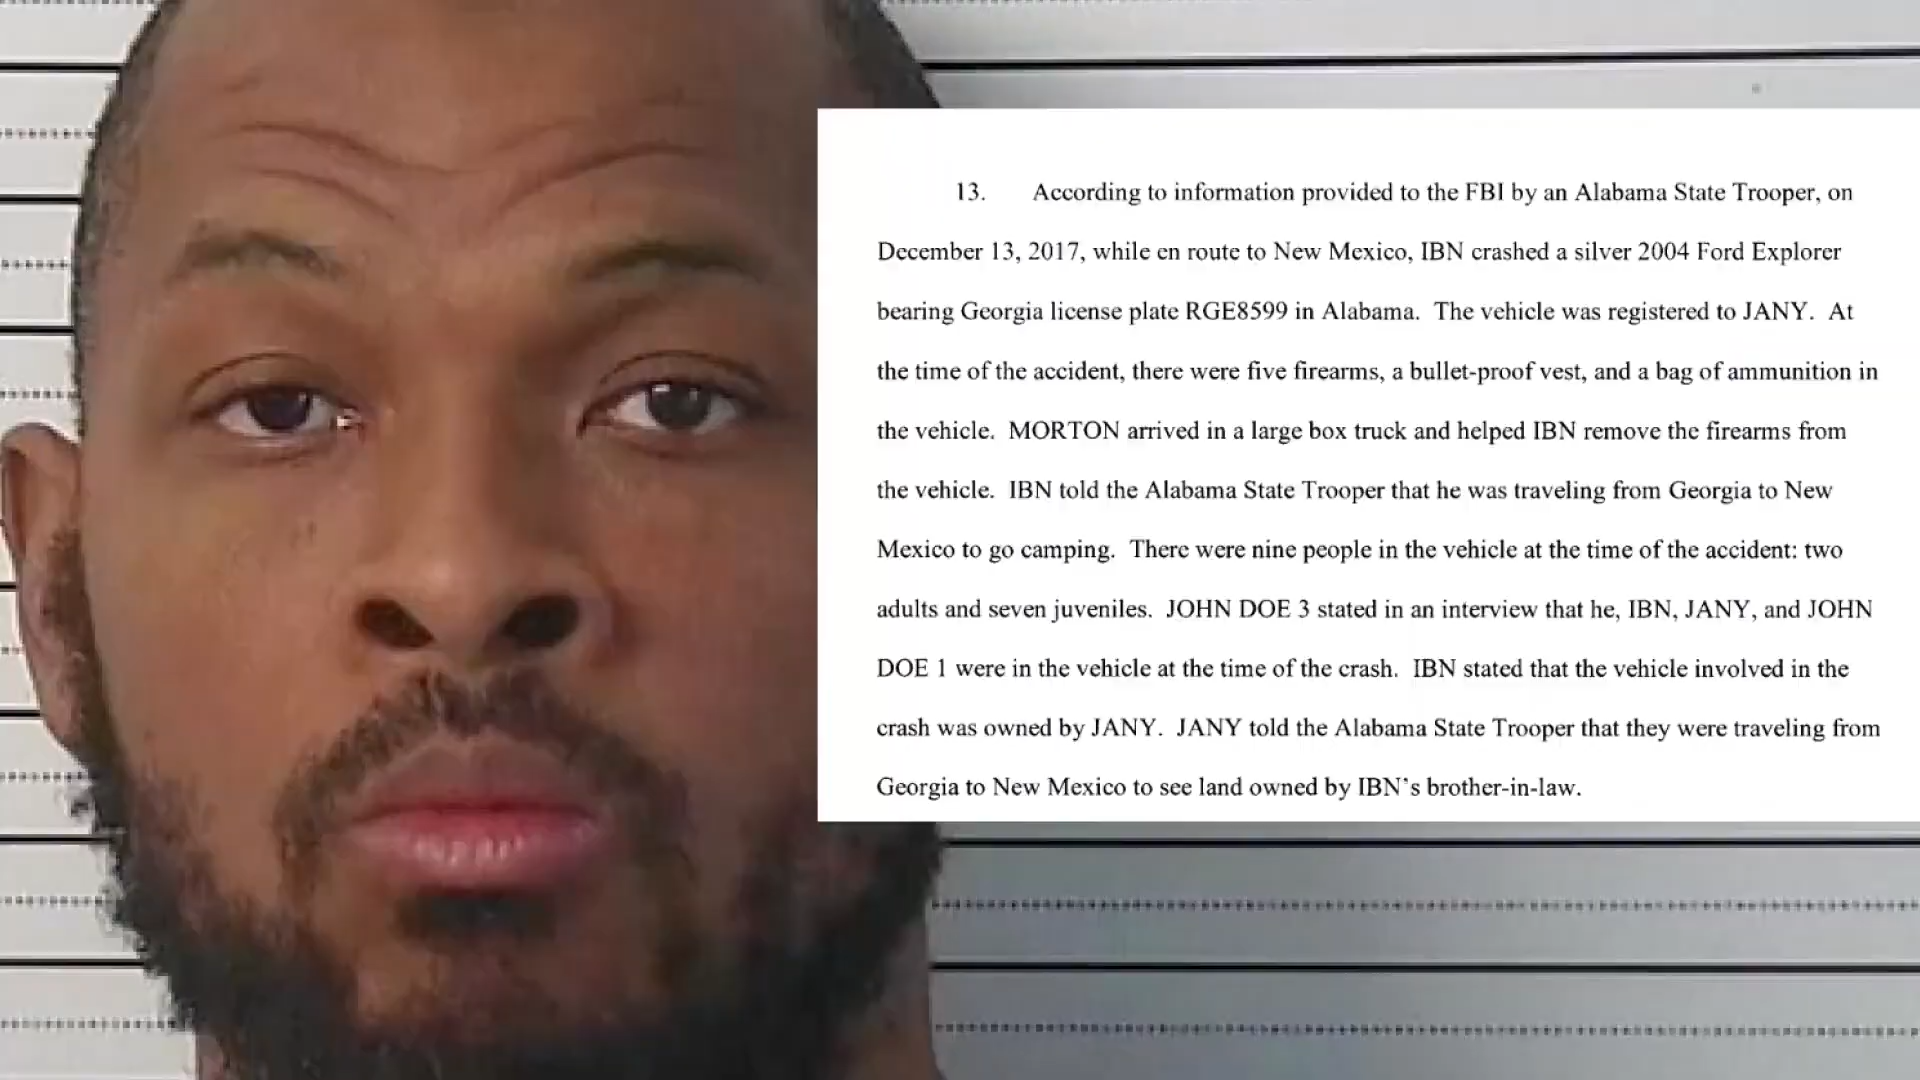 13. According to information provided to the FBI by an Alabama State Trooper, on
December 13, 2017, while en route to New Mexico, IBN crashed a silver 2004 Ford Explorer
bearing Georgia license plate RGE8599 in Alabama. The vehicle was registered to JANY. At
the time of the accident, there were five firearms, a bullet-proof vest, and a bag of ammunition in
the vehicle. MORTON arrived in a large box truck and helped IBN remove the firearms from
the vehicle. IBN told the Alabama State Trooper that he was traveling from Georgia to New
Mexico to go camping. There were nine people in the vehicle at the time of the accident: two
adults and seven juveniles. JOHN DOE 3 stated in an interview that he, IBN, JANY, and JOHN
DOE 1 were in the vehicle at the time of the crash. IBN stated that the vehicle involved in the
crash was owned by JANY. JANY told the Alabama State Trooper that they were traveling from
Georgia to New Mexico to see land owned by IBN's brother-in-law.